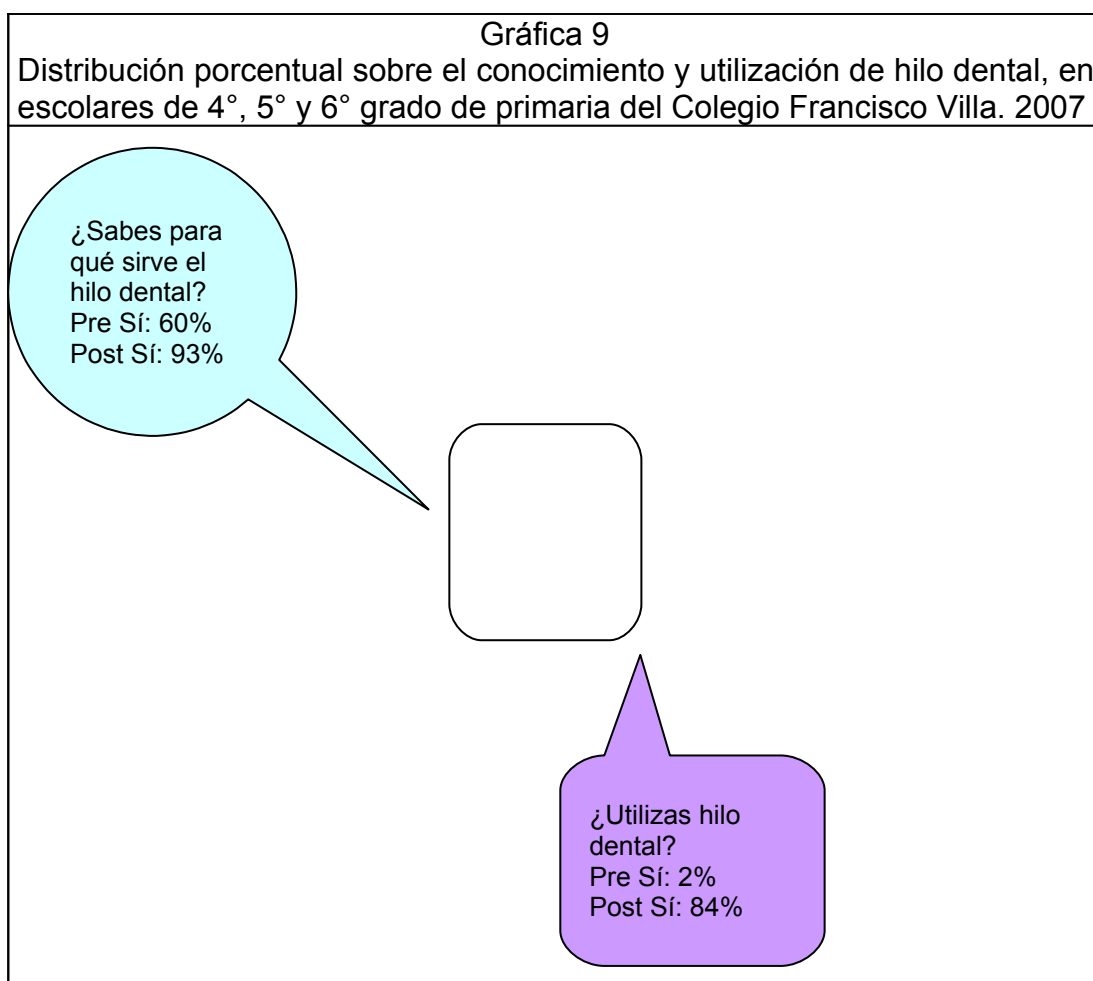 Gráfica 9
Distribución porcentual sobre el conocimiento y utilización de hilo dental, en
escolares de 4°, 5° y 6° grado de primaria del Colegio Francisco Villa. 2007
¿Sabes para
qué sirve el
hilo dental?
Pre Sí: 60%
Post Sí: 93%
¿Utilizas hilo
dental?
Pre Sí: 2%
Post Sí: 84%